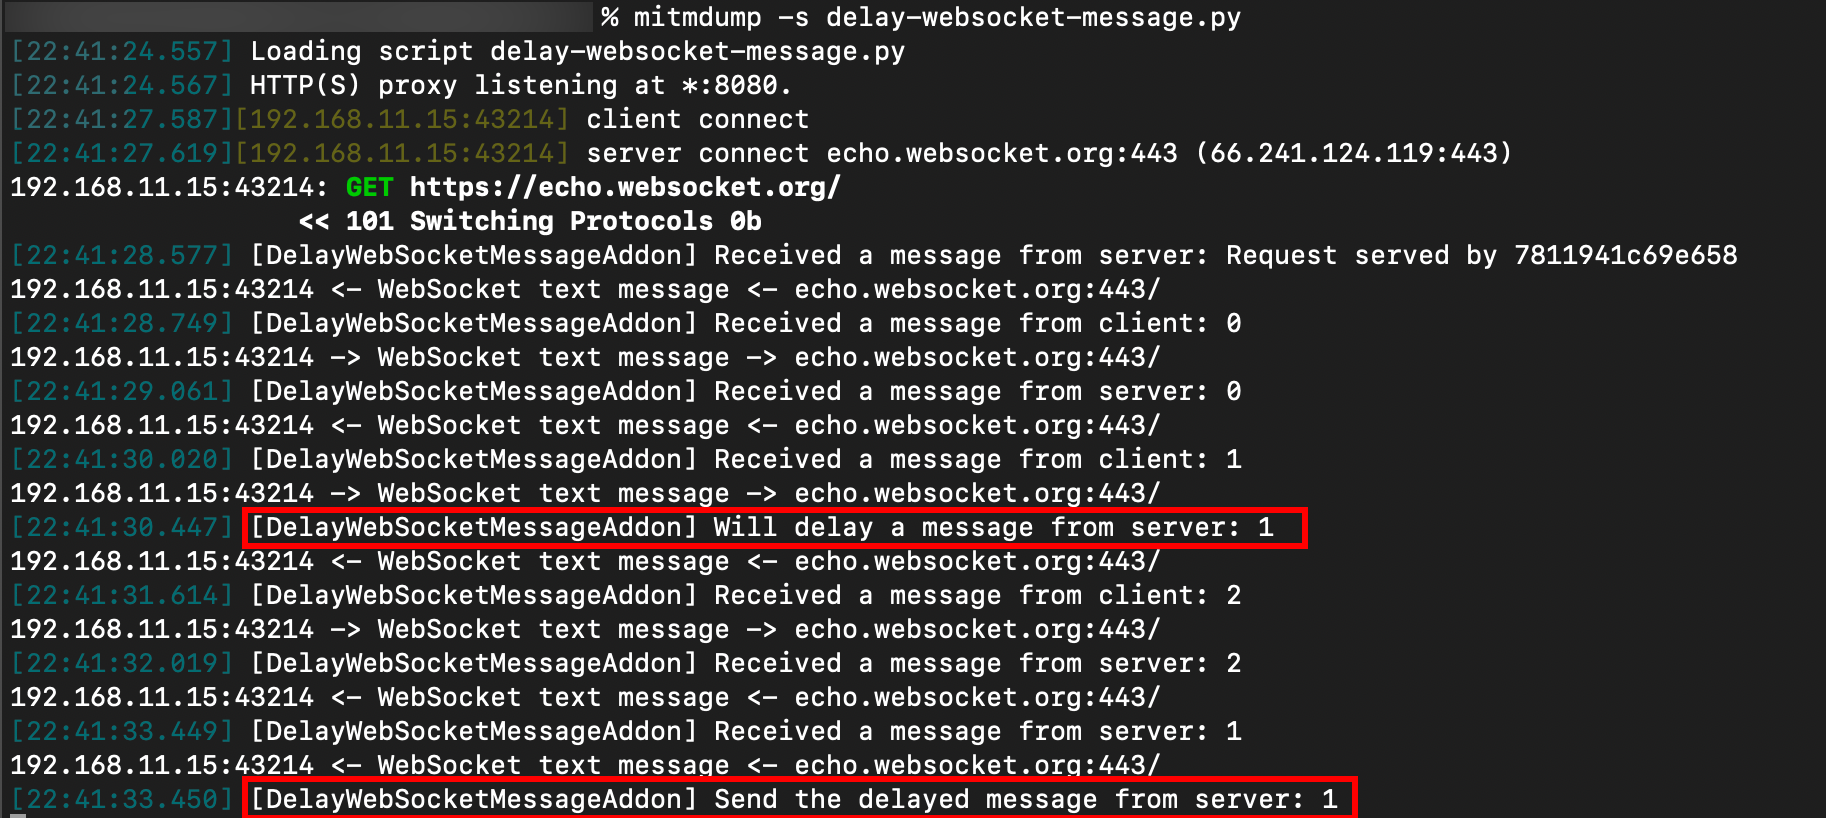 % mitmdump -s delay-websocket-message.py
[22:41:24.557] Loading script delay-websocket-message.py
[22:41:24.567] HTTP(S) proxy listening at *:8080.
[22:41:27.587][192.168.11.15:43214] client connect
[22:41:27.619][192.168.11.15:43214] server connect echo.websocket.org:443 (66.241.124.119:443)
192.168.11.15:43214: GET https://echo.websocket.org/
<< 101 Switching Protocols 0b
[22:41:28.577] [DelayWebSocketMessageAddon] Received a message from server: Request served by 7811941c69e658
192.168.11.15:43214 <- WebSocket text message <- echo.websocket.org:443/
[22:41:28.749] [DelayWebSocketMessageAddon] Received a message from client: 0
192.168.11.15:43214 -> WebSocket text message -> echo.websocket.org:443/
[22:41:29.061] [DelayWebSocketMessageAddon] Received a message from server: 0
192.168.11.15:43214 <- WebSocket text message <- echo.websocket.org:443/
[22:41:30.020] [DelayWebSocketMessageAddon] Received a message from client: 1
192.168.11.15:43214 -> WebSocket text message -> echo.websocket.org:443/
[22:41:30.447] [DelayWebSocketMessageAddon] Will delay a message from server: 1
192.168.11.15:43214 <- WebSocket text message <- echo.websocket.org:443/
[22:41:31.614] [DelayWebSocketMessageAddon] Received a message from client: 2
192.168.11.15:43214 -> WebSocket text message -> echo.websocket.org:443/
[22:41:32.019] [DelayWebSocketMessageAddon] Received a message from server: 2
192.168.11.15:43214 <- WebSocket text message <- echo.websocket.org:443/
[22:41:33.449] [DelayWebSocketMessageAddon] Received a message from server: 1
192.168.11.15:43214 <- WebSocket text message <- echo.websocket.org:443/
[22:41:33.450] [DelayWebSocketMessageAddon] Send the delayed message from server: 1